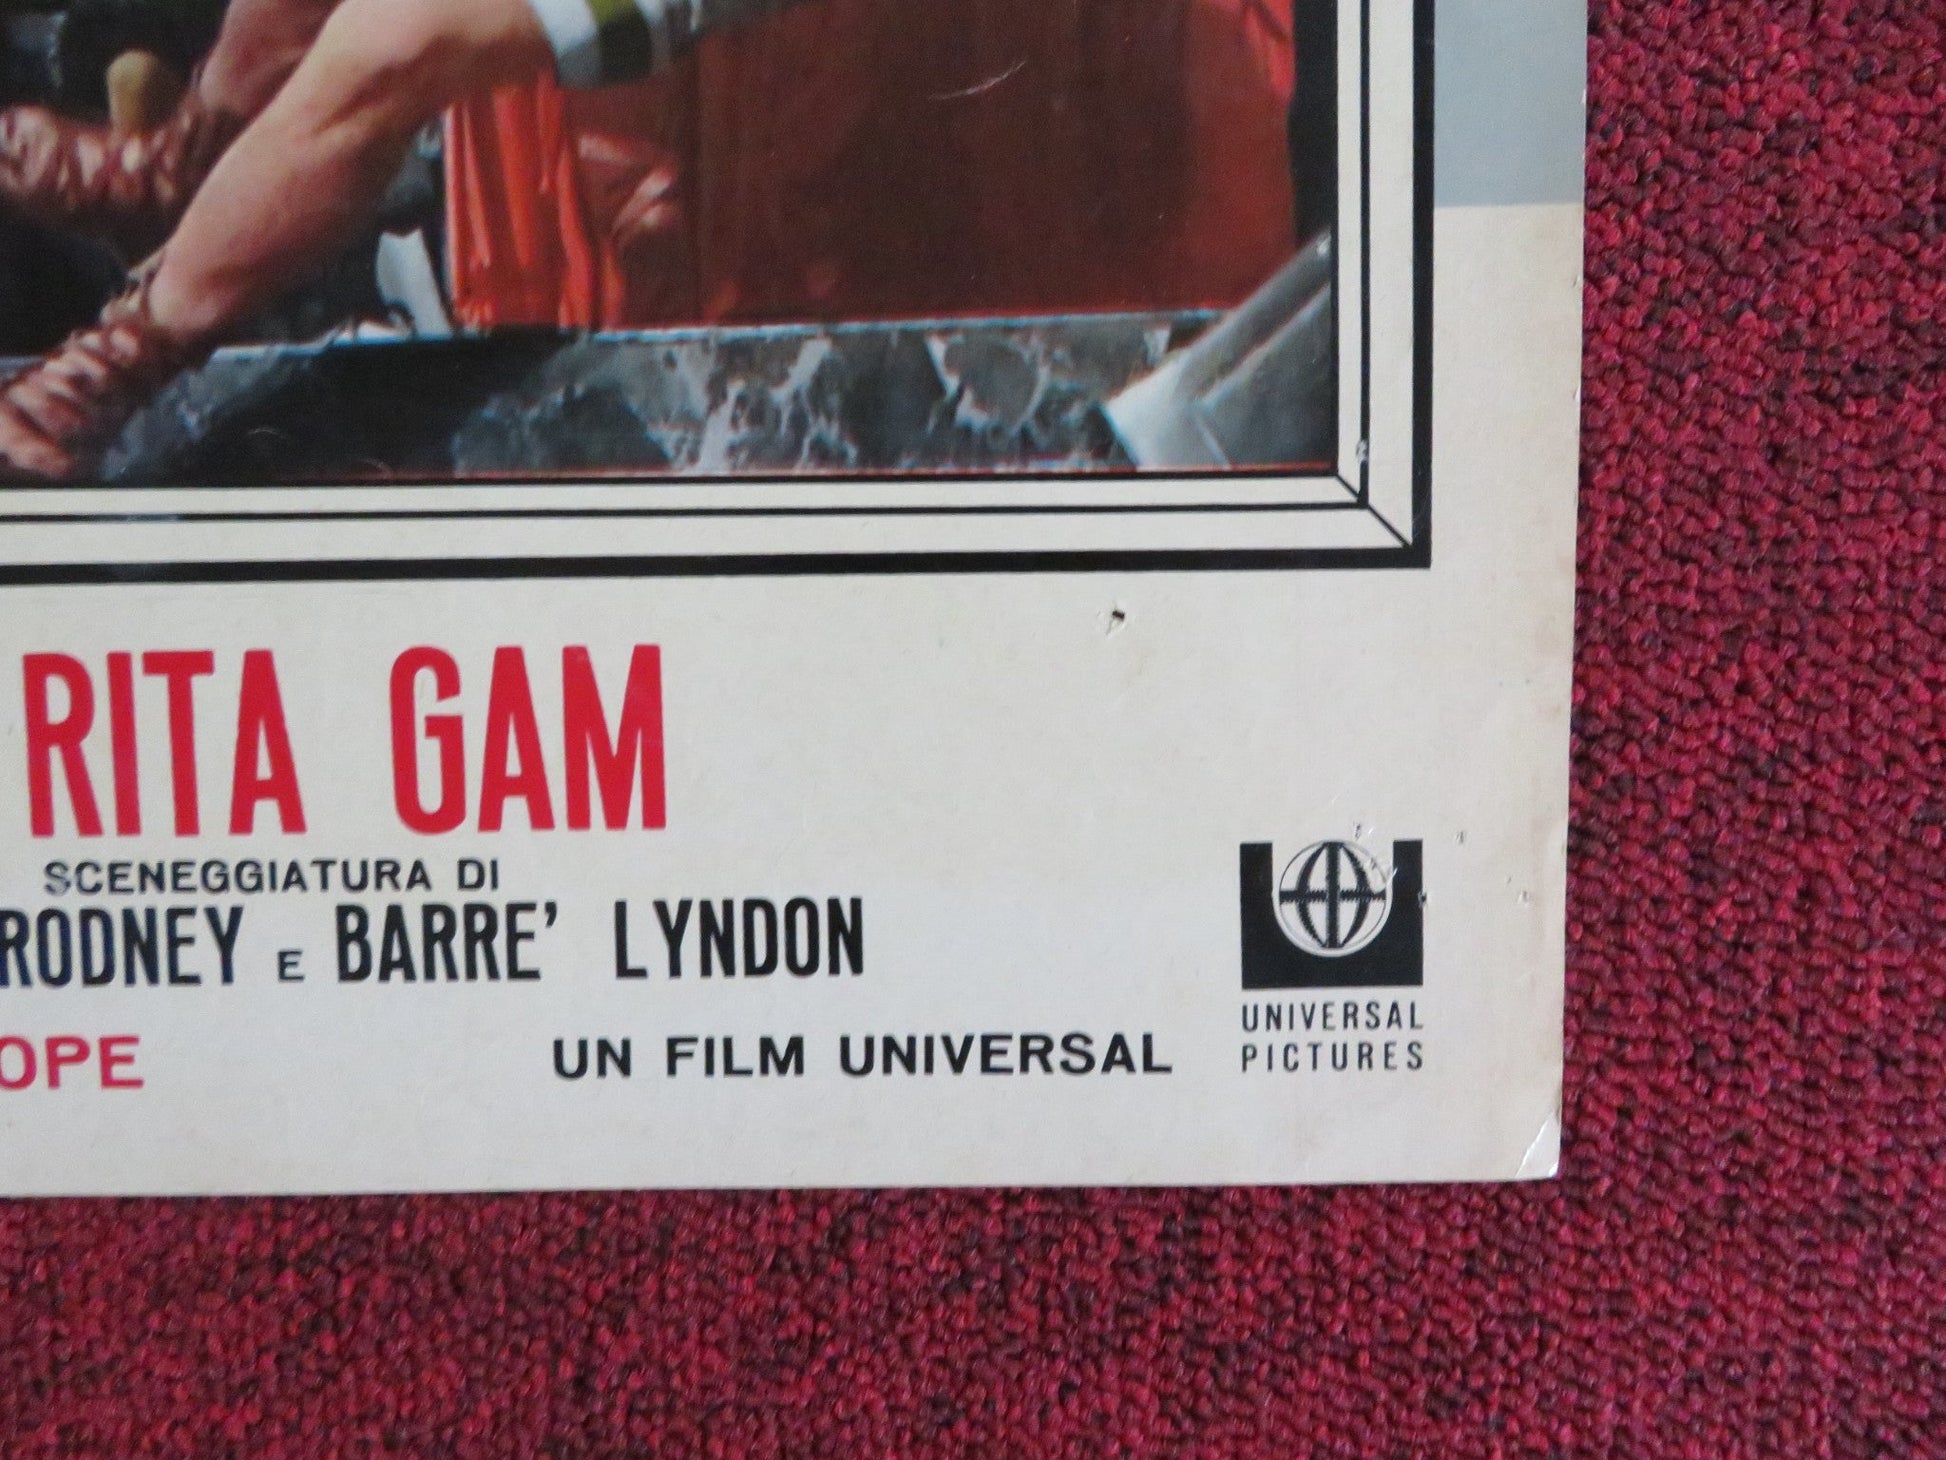 RITA GAM
SCENEGGIATURA DI
RODNEY E BARRE' LYNDON
OPE
UN FILM UNIVERSAL
UNIVERSAL
PICTURES